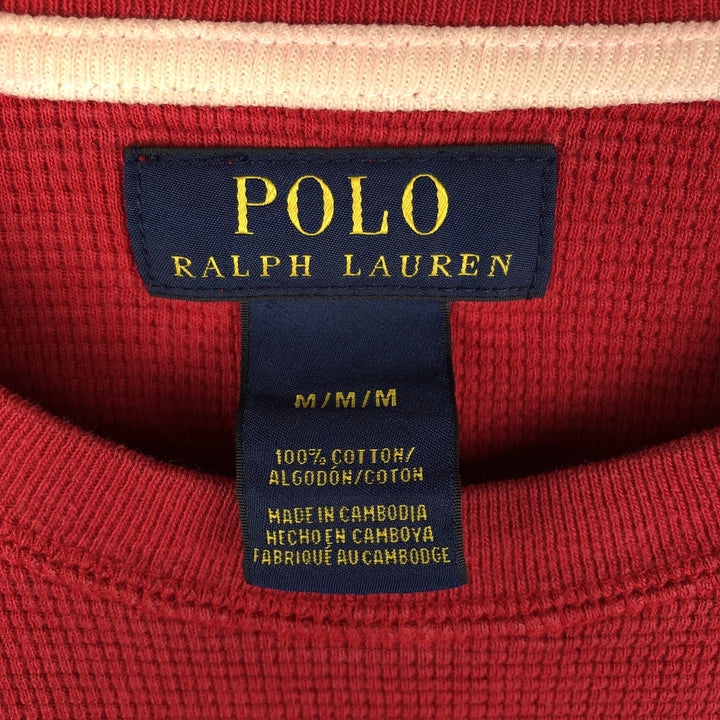 POLO
RALPH LAUREN
M/M/M
100% COTTON/
ALGODÓN/COTON
MADE IN CAMBODIA
HECHO EN CAMBOYA
FABRIQUÉ AU CAMBODGE